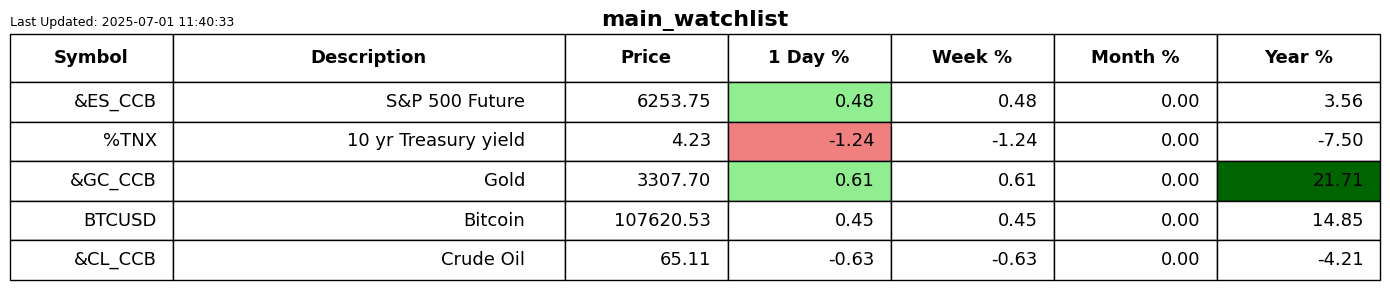 Last Updated: 2025-07-01 11:40:33
main_watchlist
Symbol Description Price 1 Day % Week % Month % Year %
&ES_CCB S&P 500 Future 6253.75 0.48 0.48 0.00 3.56
%TNX 10 yr Treasury yield 4.23 -1.24 -1.24 0.00 -7.50
&GC_CCB Gold 3307.70 0.61 0.61 0.00 21.71
BTCUSD Bitcoin 107620.53 0.45 0.45 0.00 14.85
&CL_CCB Crude Oil 65.11 -0.63 -0.63 0.00 -4.21